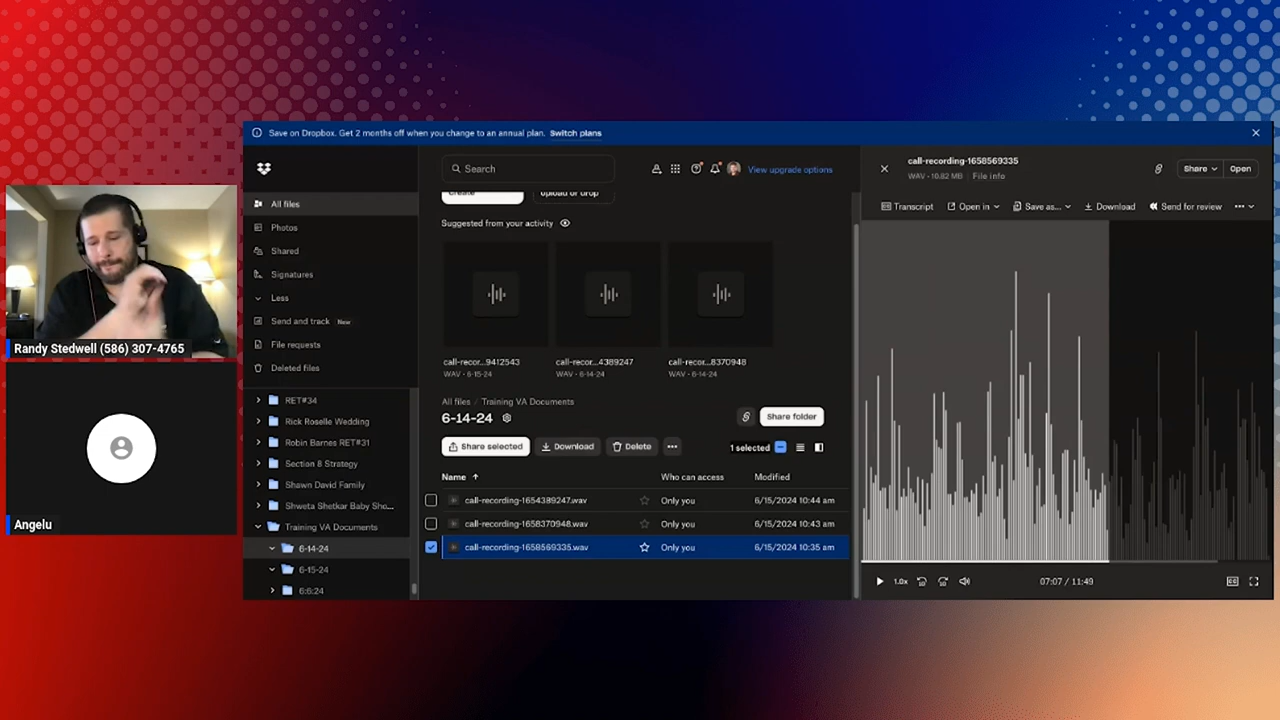 Save on Dropbox. Get 2 months off when you change to an annual plan. Switch plans
Search
View upgrade options
Create
Upload or drop
Suggested from your activity
call-recor...9412543
WAV • 6-15-24
call-recor...4389247
WAV • 6-14-24
call-recor...8370948
WAV • 6-14-24
All files / Training VA Documents
6-14-24
Share folder
Share selected
Download
Delete
1 selected
Name
Who can access
Modified
call-recording-1654389247.wav
Only you
6/15/2024 10:44 am
call-recording-1658370948.wav
Only you
6/15/2024 10:43 am
call-recording-1658569335.wav
Only you
6/15/2024 10:35 am
All files
Photos
Shared
Signatures
Less
Send and track New
File requests
Deleted files
RET#34
Rick Roselle Wedding
Robin Barnes RET#31
Section 8 Strategy
Shawn David Family
Shweta Shetkar Baby Sho...
Training VA Documents
6-14-24
6-15-24
6:6:24
call-recording-1658569335
WAV • 10.82 MB File info
Share
Open
Transcript
Open in
Save as...
Download
Send for review
1.0x
07:07 / 11:49
Randy Stedwell (586) 307-4765
Angelu